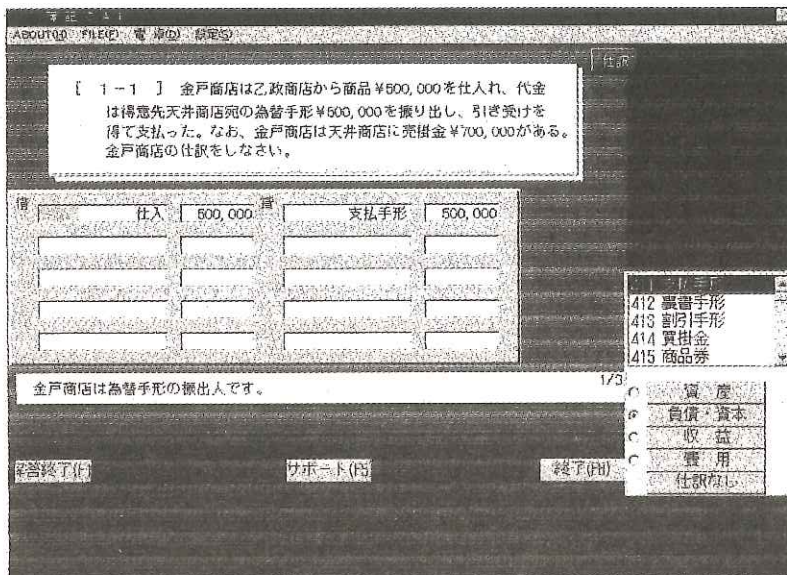 ABOUT(H) FILE(F) 電卓(D) 設定(S)
仕訳
[ 1-1 ] 金戸商店は乙政商店から商品¥500,000を仕入れ、代金
は得意先天井商店宛の為替手形¥500,000を振り出し、引き受けを
得て支払った。なお、金戸商店は天井商店に売掛金¥700,000がある。
金戸商店の仕訳をしなさい。
借 仕入 500,000 貸 支払手形 500,000
支払手形
412 裏書手形
413 割引手形
414 買掛金
415 商品券
金戸商店は為替手形の振出人です。
1/3
資 産
負債・資本
収 益
費 用
仕訳なし
解答終了(F)
サポート(F5)
終了(F11)